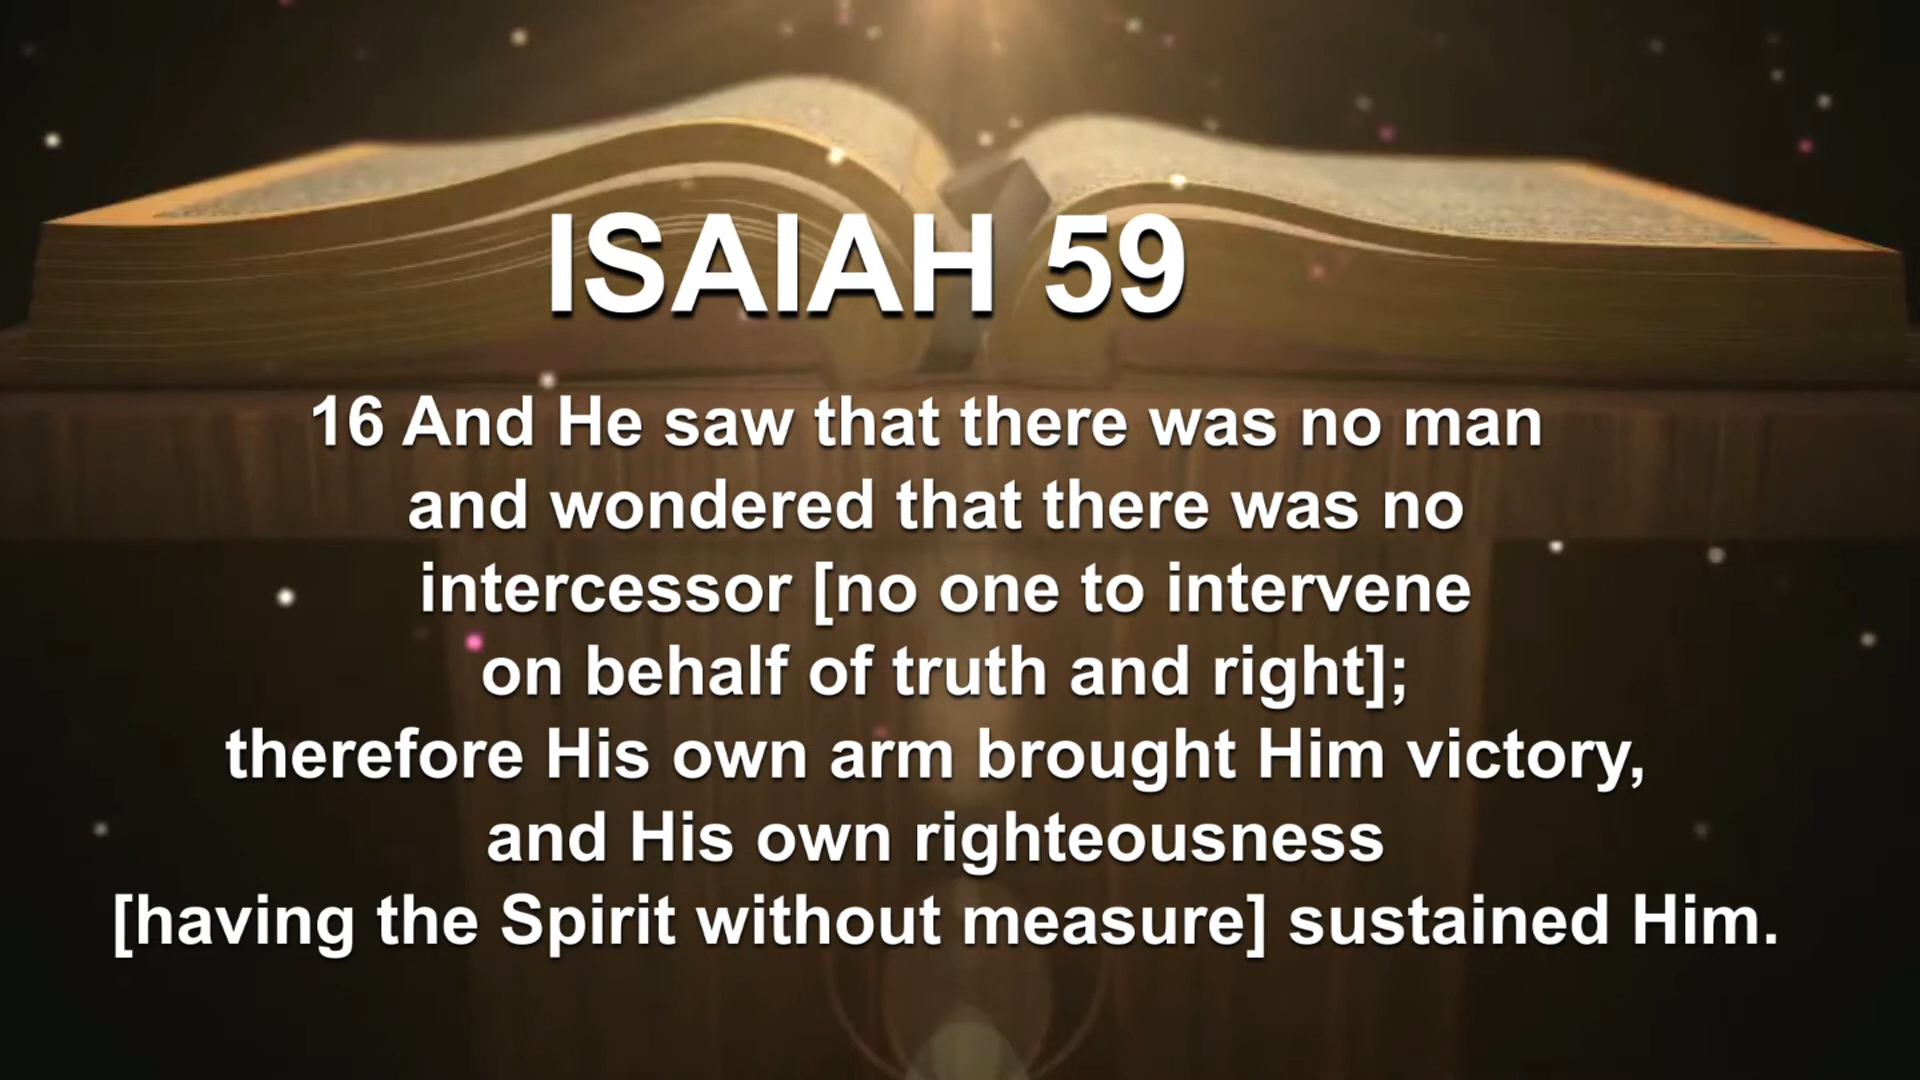 ISAIAH 59
16 And He saw that there was no man
and wondered that there was no
intercessor [no one to intervene
on behalf of truth and right];
therefore His own arm brought Him victory,
and His own righteousness
[having the Spirit without measure] sustained Him.